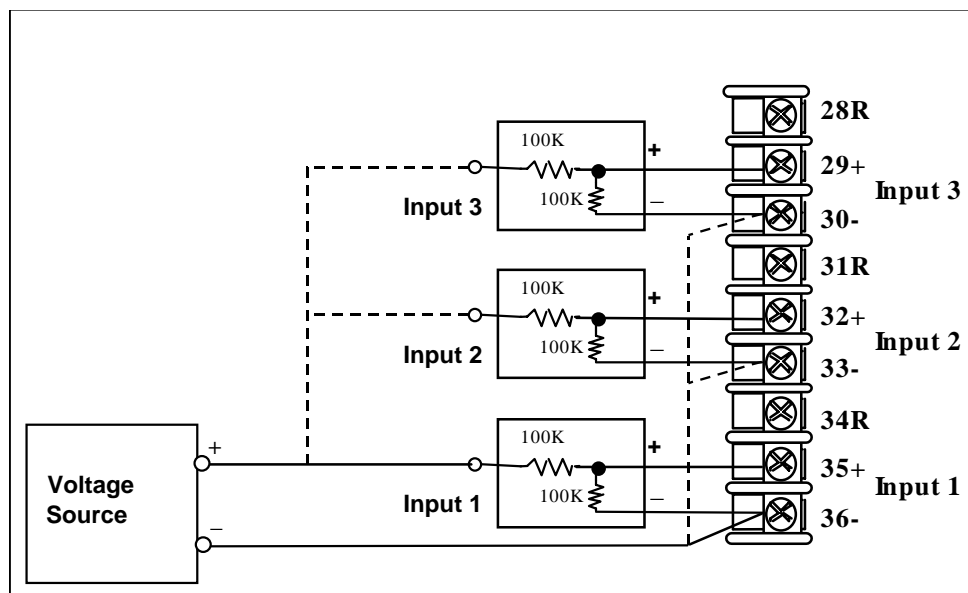 28R
100K
+
29+
Input 3
100K
–
Input 3
30-
31R
100K
+
32+
Input 2
100K
–
Input 2
33-
34R
100K
+
+
35+
Input 1
Voltage
Source
100K
–
Input 1
36-
–